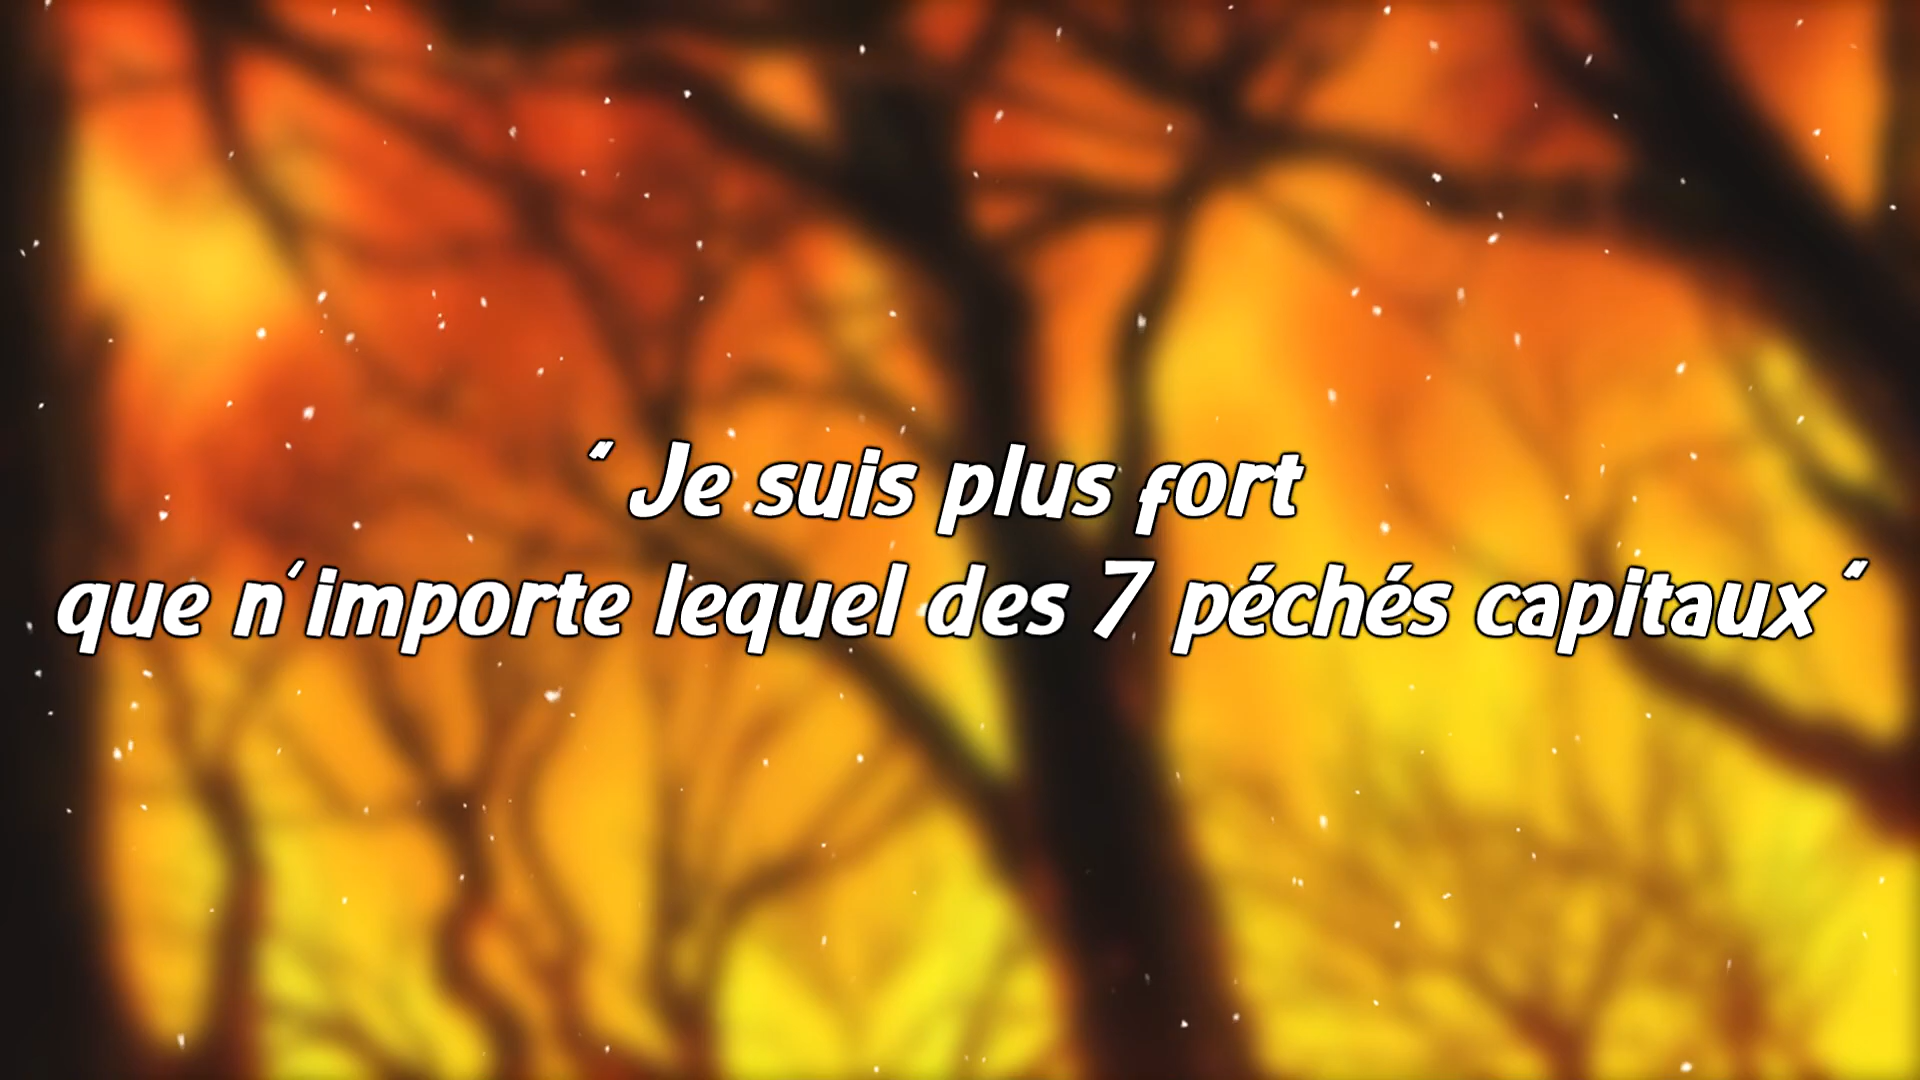 " Je suis plus fort
que n'importe lequel des 7 péchés capitaux"